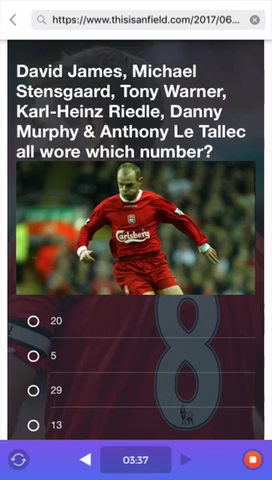 https://www.thisisanfield.com/2017/06...
David James, Michael
Stensgaard, Tony Warner,
Karl-Heinz Riedle, Danny
Murphy & Anthony Le Tallec
all wore which number?
Carlsberg
20
5
29
13
8
03:37